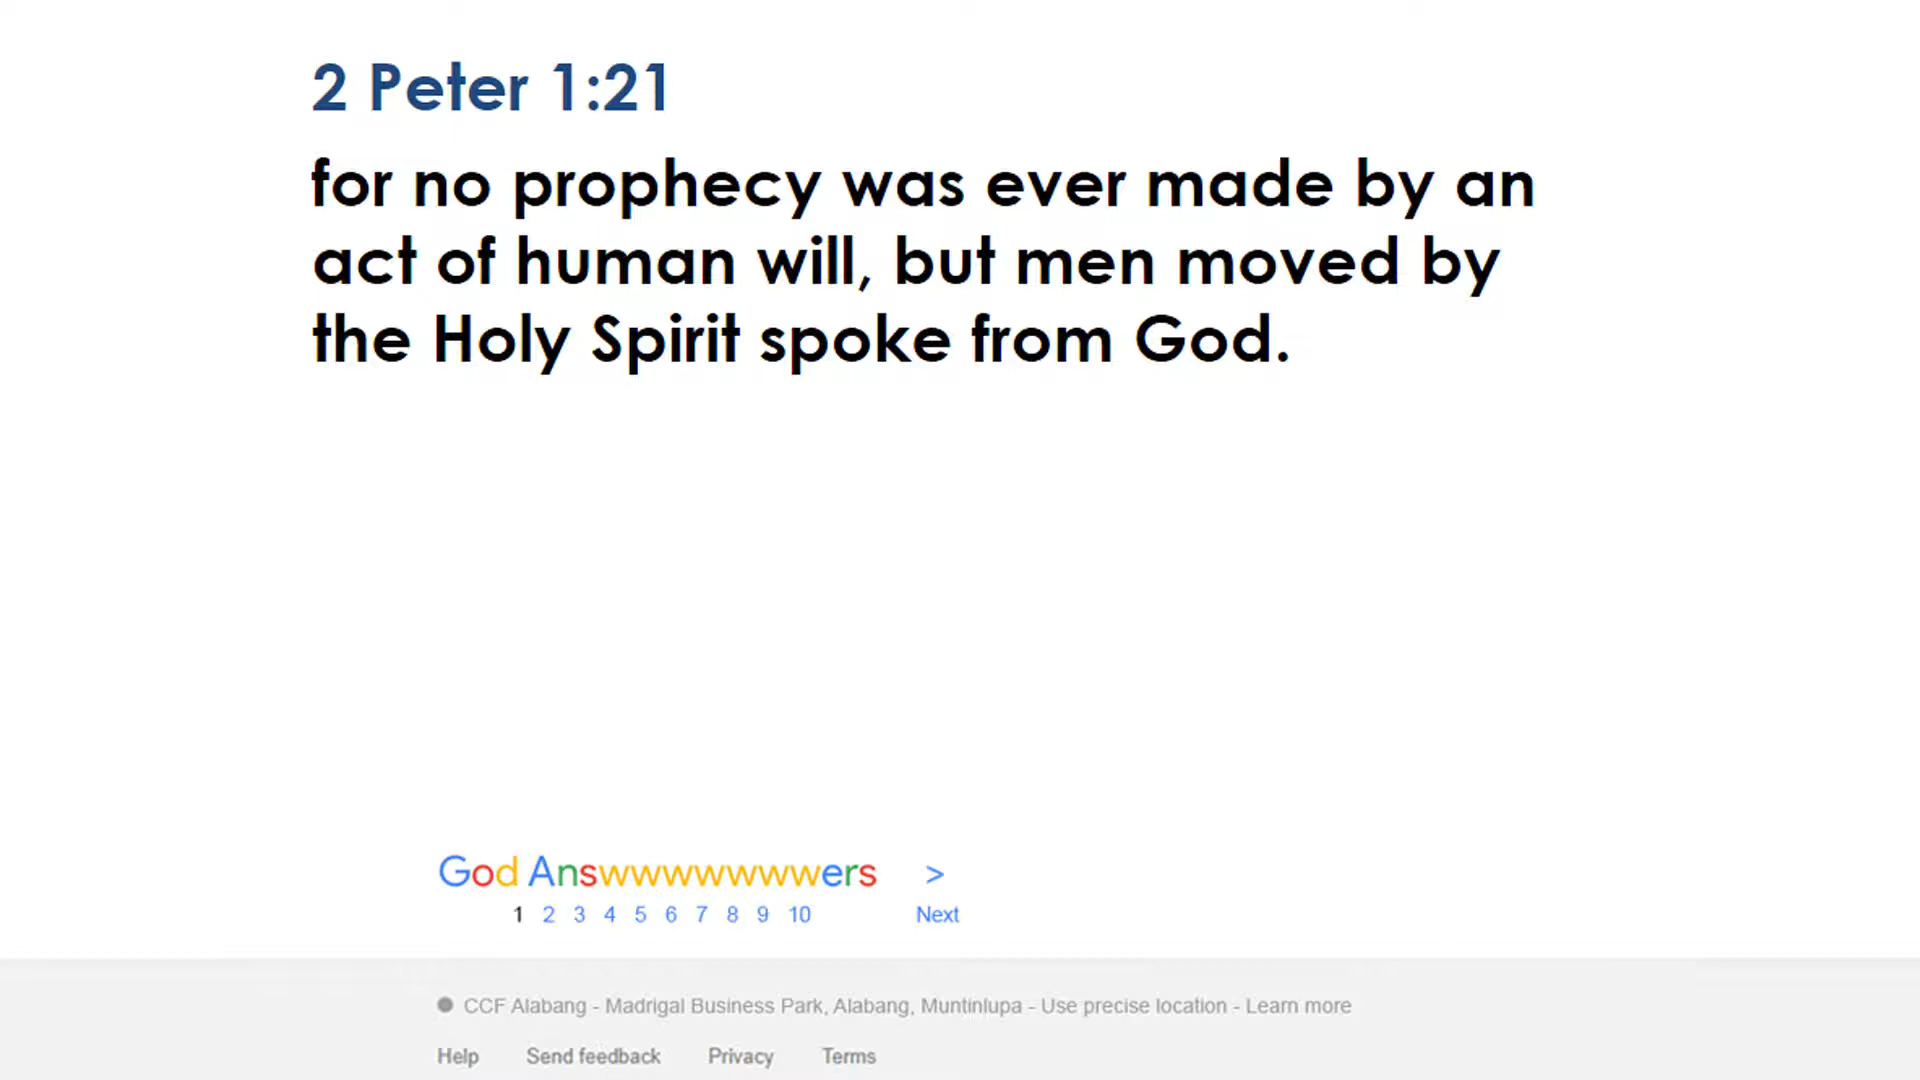 2 Peter 1:21
for no prophecy was ever made by an
act of human will, but men moved by
the Holy Spirit spoke from God.
God Answwwwwwwers >
1 2 3 4 5 6 7 8 9 10 Next
CCF Alabang - Madrigal Business Park, Alabang, Muntinlupa - Use precise location - Learn more
Help Send feedback Privacy Terms